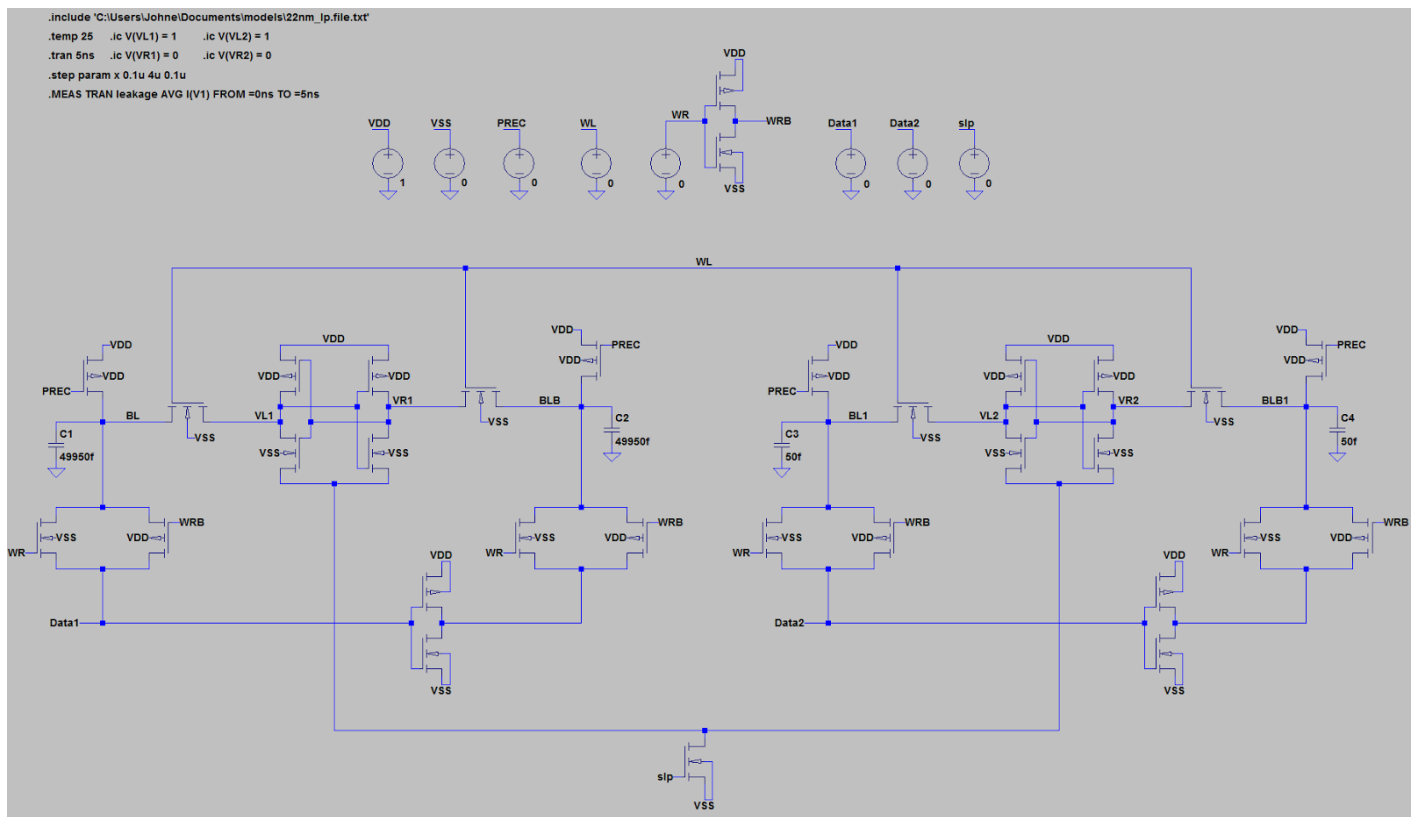 .include 'C:\Users\Johne\Documents\models\22nm_lp.file.txt'
.temp 25 .ic V(VL1) = 1 .ic V(VL2) = 1
.tran 5ns .ic V(VR1) = 0 .ic V(VR2) = 0
.step param x 0.1u 4u 0.1u
.MEAS TRAN leakage AVG I(V1) FROM =0ns TO =5ns
VDD
WR
WRB
VSS
VDD VSS PREC WL Data1 Data2 slp
1 0 0 0 0 0 0 0
WL
VDD VDD VDD PREC VDD VDD VDD PREC
VDD VDD VDD VDD VDD VDD VDD VDD
PREC PREC
BL VL1 VR1 BLB BL1 VL2 VR2 BLB1
C1 VSS VSS C2 C3 VSS VSS C4
49950f 49950f 50f 50f
VSS VSS VSS VSS
WRB WRB WRB WRB
VSS VDD VSS VDD VSS VDD VSS VDD
WR WR WR WR
VDD VDD
Data1 Data2
VSS VSS
slp
VSS